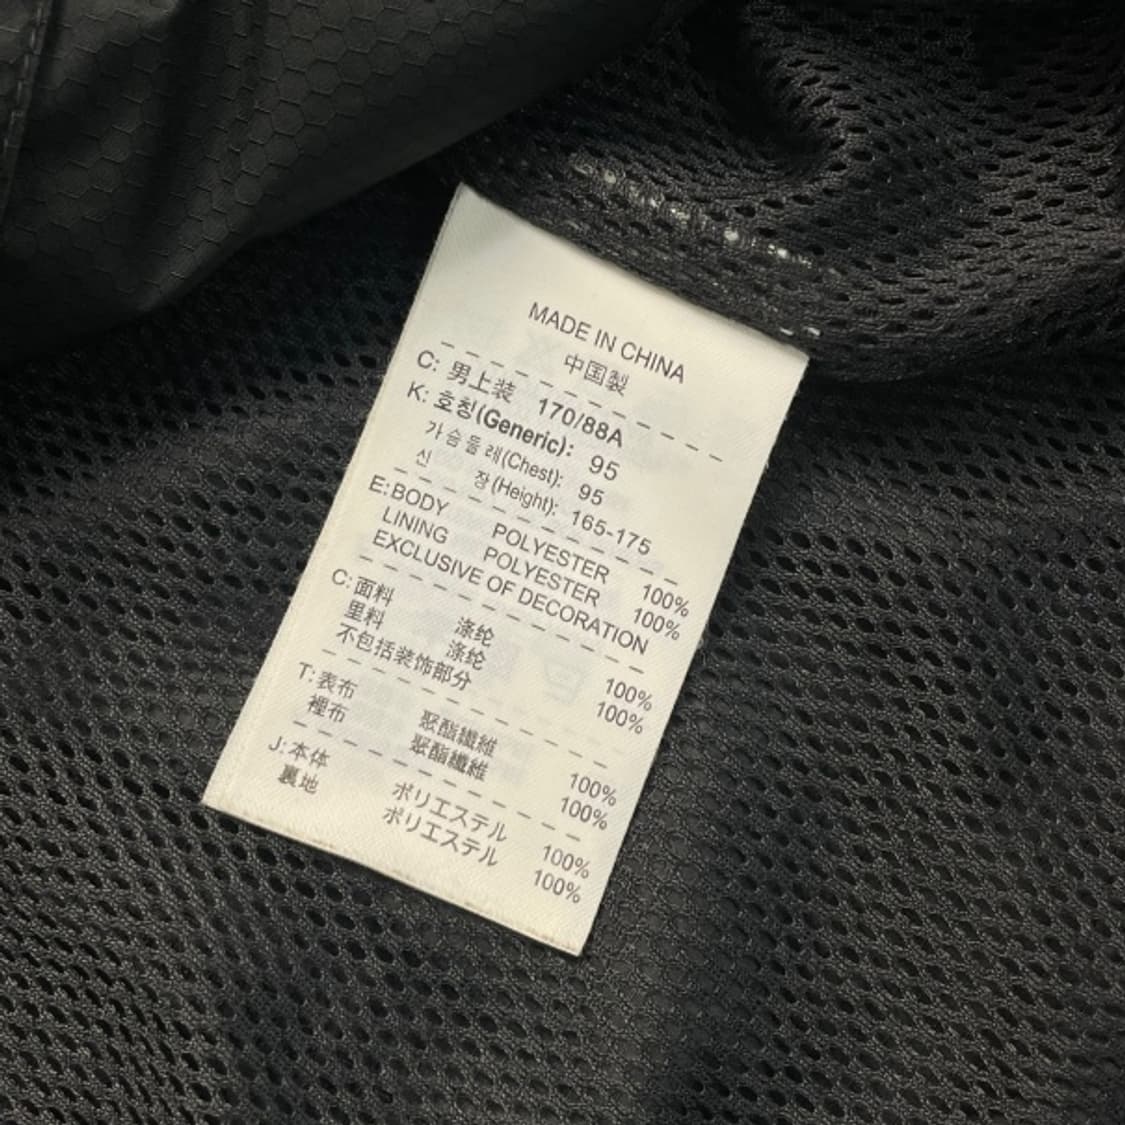 MADE IN CHINA
中国製
C: 男上装 170/88A
K: 호칭(Generic): 95
가슴둘레(Chest): 95
신 장(Height): 165-175
E: BODY POLYESTER 100%
LINING POLYESTER 100%
EXCLUSIVE OF DECORATION
C: 面料 涤纶 100%
里料 涤纶 100%
不包括装饰部分
T: 表布 聚酯纖維 100%
裡布 聚酯纖維 100%
J: 本体 ポリエステル 100%
裏地 ポリエステル 100%